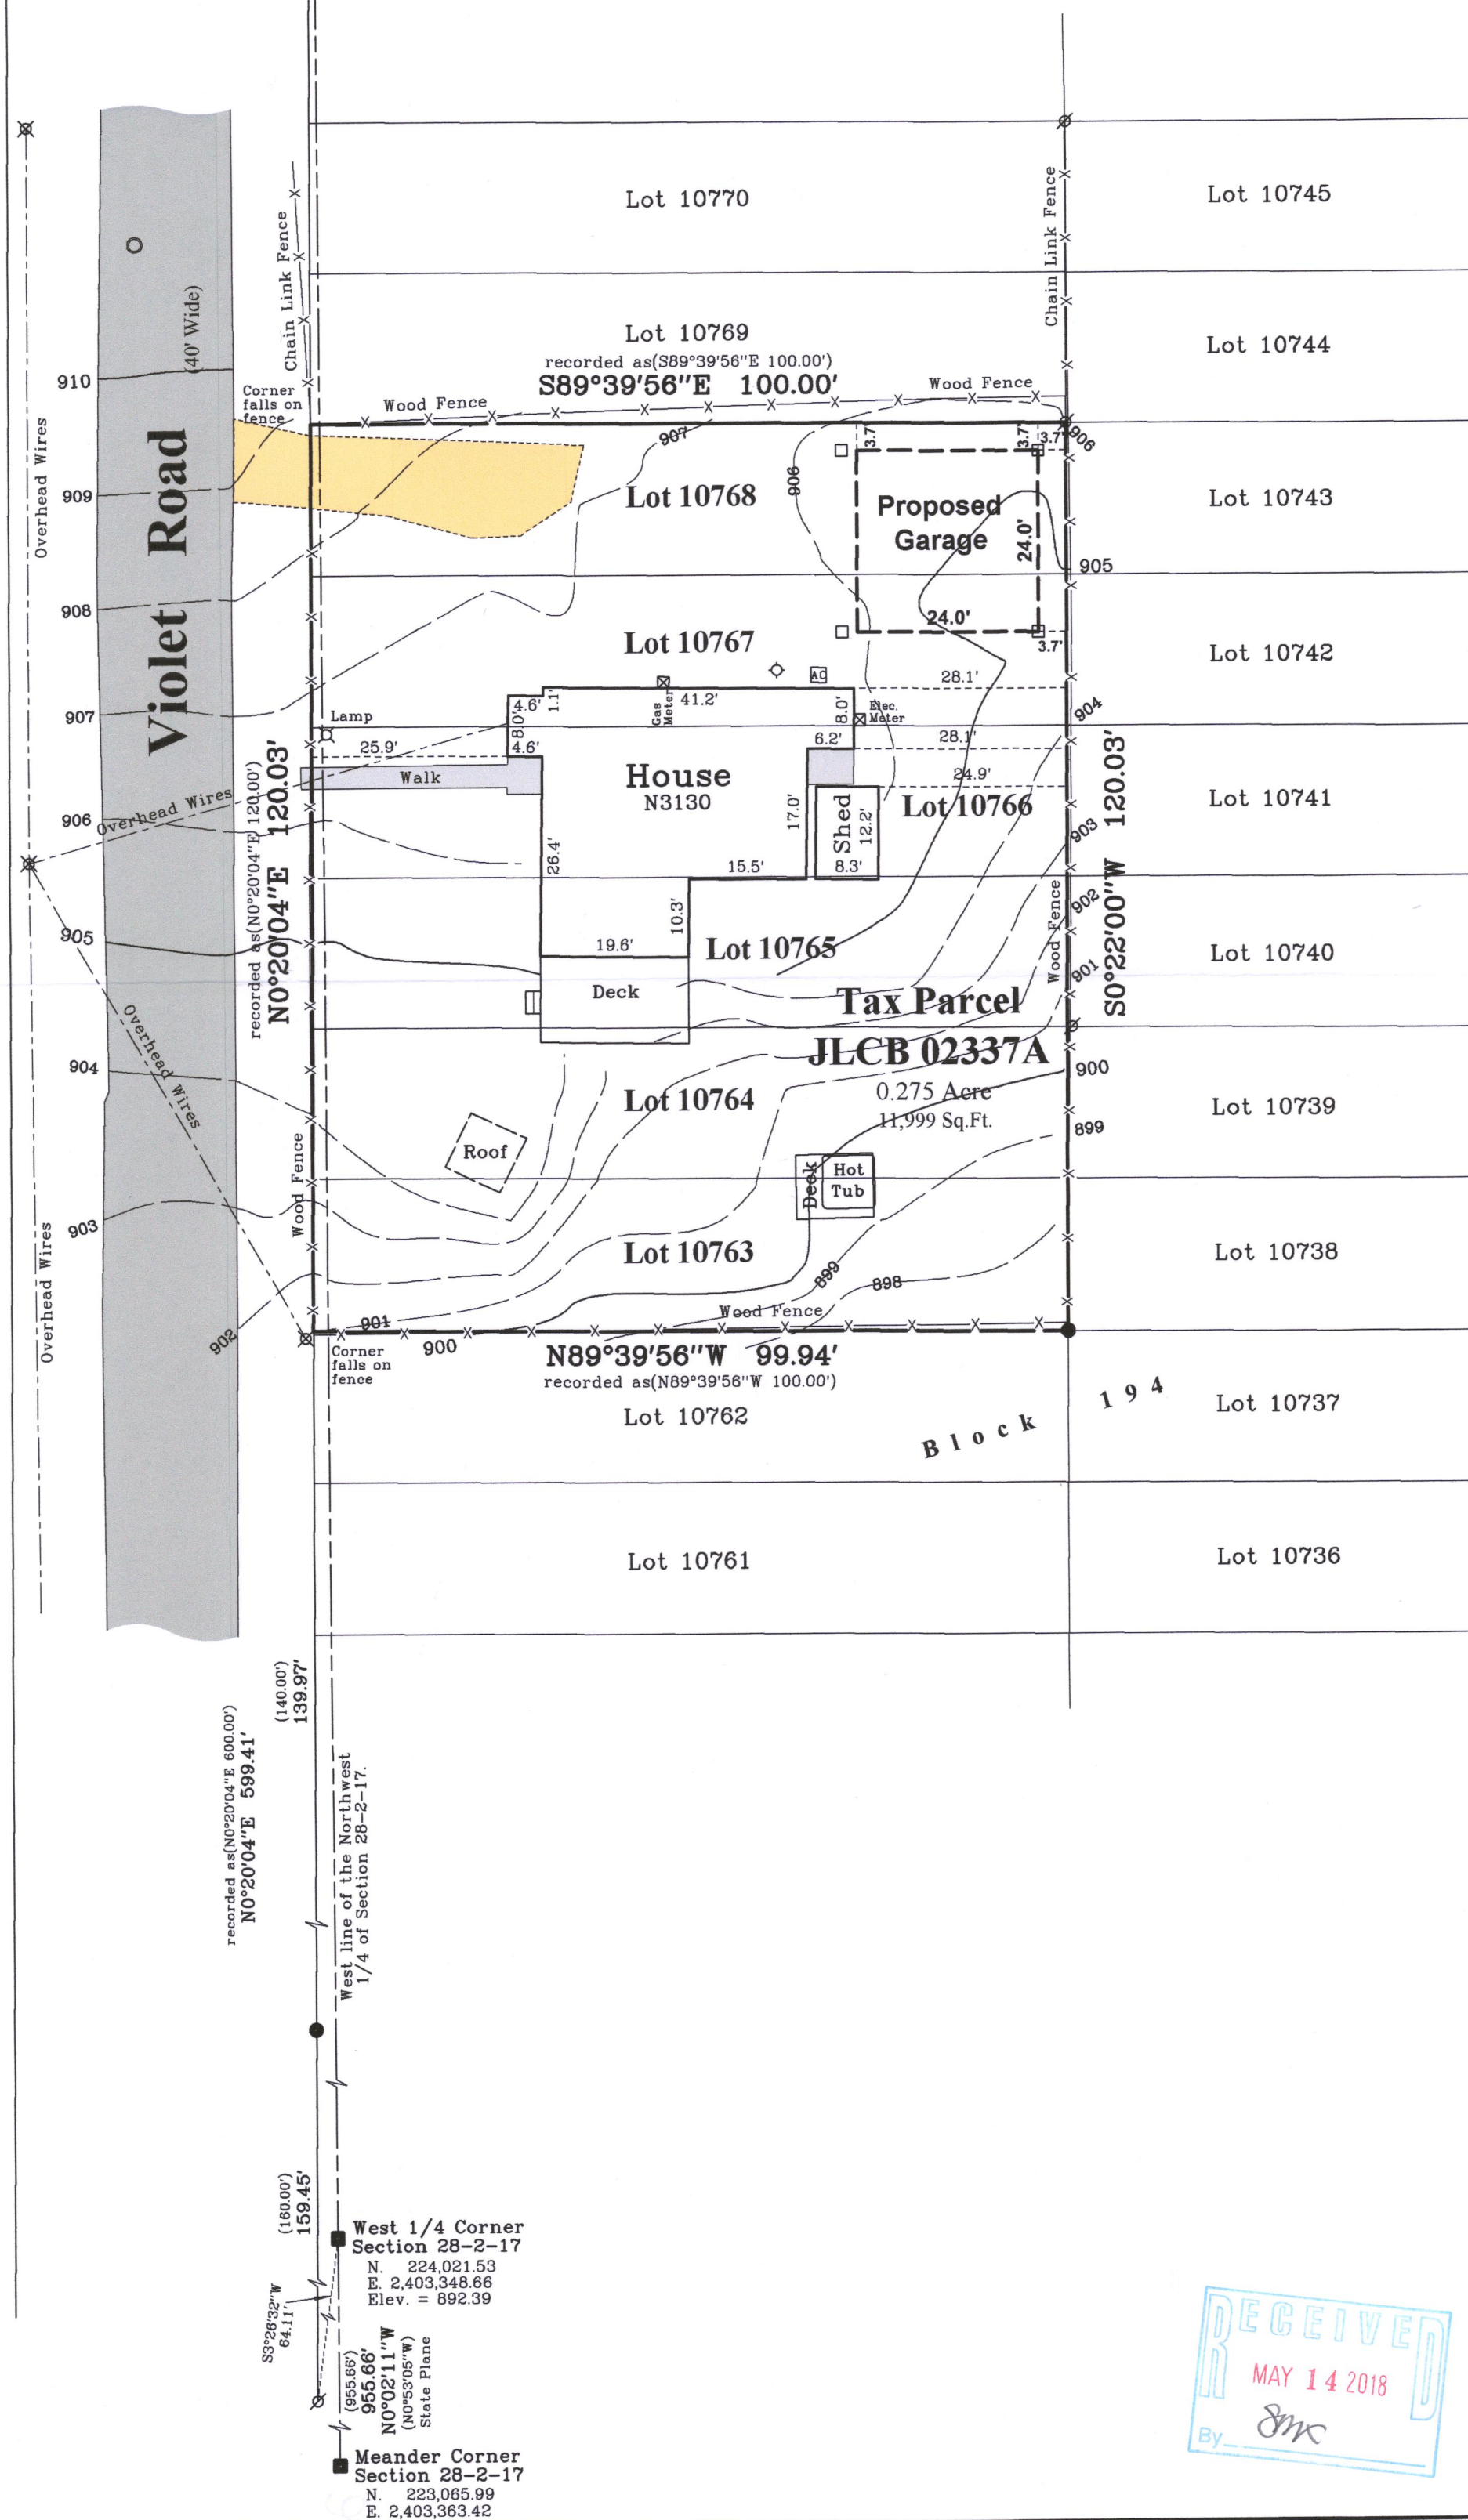 Lot 10770
Lot 10745
Chain Link Fence
Chain Link Fence
Overhead Wires
(40' Wide)
Violet Road
Lot 10769
recorded as(S89°39'56"E 100.00')
S89°39'56"E 100.00'
Lot 10744
910
Corner
falls on
fence
Wood Fence
Wood Fence
907
906
3.7'
3.7'
3.7'
906
909
Lot 10768
Proposed
Garage
24.0'
24.0'
3.7'
Lot 10743
905
908
Lot 10767
Lot 10742
AC
28.1'
907
Lamp
4.6'
1.1'
8.0'
4.6'
Gas
Meter
41.2'
8.0'
Elec.
Meter
904
25.9'
6.2'
28.1'
Walk
House
N3130
24.9'
Lot 10766
Lot 10741
906
Overhead Wires
recorded as(N0°20'04"E 120.00')
N0°20'04"E 120.03'
26.4'
17.0'
Shed
12.2'
8.3'
15.5'
903
S0°22'00"W 120.03'
902
905
10.3'
19.6'
Lot 10765
Wood Fence
Lot 10740
901
Deck
Tax Parcel
JLCB 02337A
0.275 Acre
11,999 Sq.Ft.
Overhead Wires
904
900
Lot 10764
Lot 10739
899
Roof
Deck
Hot
Tub
Wood Fence
903
Overhead Wires
Lot 10763
Lot 10738
899
898
Wood Fence
902
901
900
Corner
falls on
fence
N89°39'56"W 99.94'
recorded as(N89°39'56"W 100.00')
Lot 10762
Block 194
Lot 10737
Lot 10761
Lot 10736
(140.00')
139.97'
recorded as(N0°20'04"E 600.00')
N0°20'04"E 599.41'
West line of the Northwest
1/4 of Section 28-2-17.
(160.00')
159.45'
West 1/4 Corner
Section 28-2-17
N. 224,021.53
E. 2,403,348.66
Elev. = 892.39
S3°26'32"W
64.11'
(955.66')
955.66'
N0°02'11"W
(N0°53'05"W)
State Plane
Meander Corner
Section 28-2-17
N. 223,065.99
E. 2,403,363.42
RECEIVED
MAY 14 2018
By